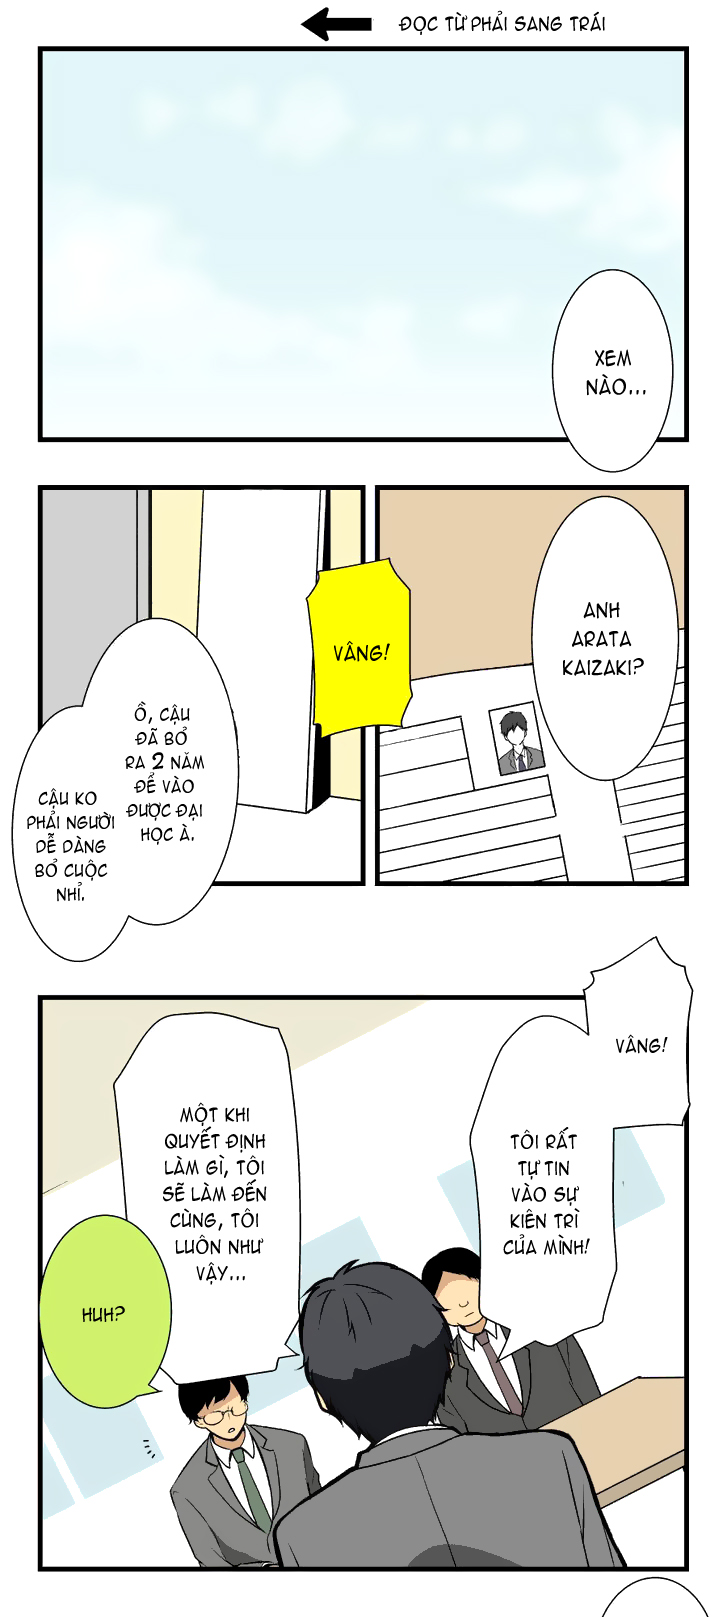 ĐỌC TỪ PHẢI SANG TRÁI
XEM
NÀO...
ANH
ARATA
KAIZAKI?
VÂNG!
Ồ, CẬU
ĐÃ BỎ
RA 2 NĂM
ĐỂ VÀO
ĐƯỢC ĐẠI
HỌC À.
CẬU KO
PHẢI NGƯỜI
DỄ DÀNG
BỎ CUỘC
NHỈ.
VÂNG!
TÔI RẤT
TỰ TIN
VÀO SỰ
KIÊN TRÌ
CỦA MÌNH!
MỘT KHI
QUYẾT ĐỊNH
LÀM GÌ, TÔI
SẼ LÀM ĐẾN
CÙNG, TÔI
LUÔN NHƯ
VẬY...
HUH?